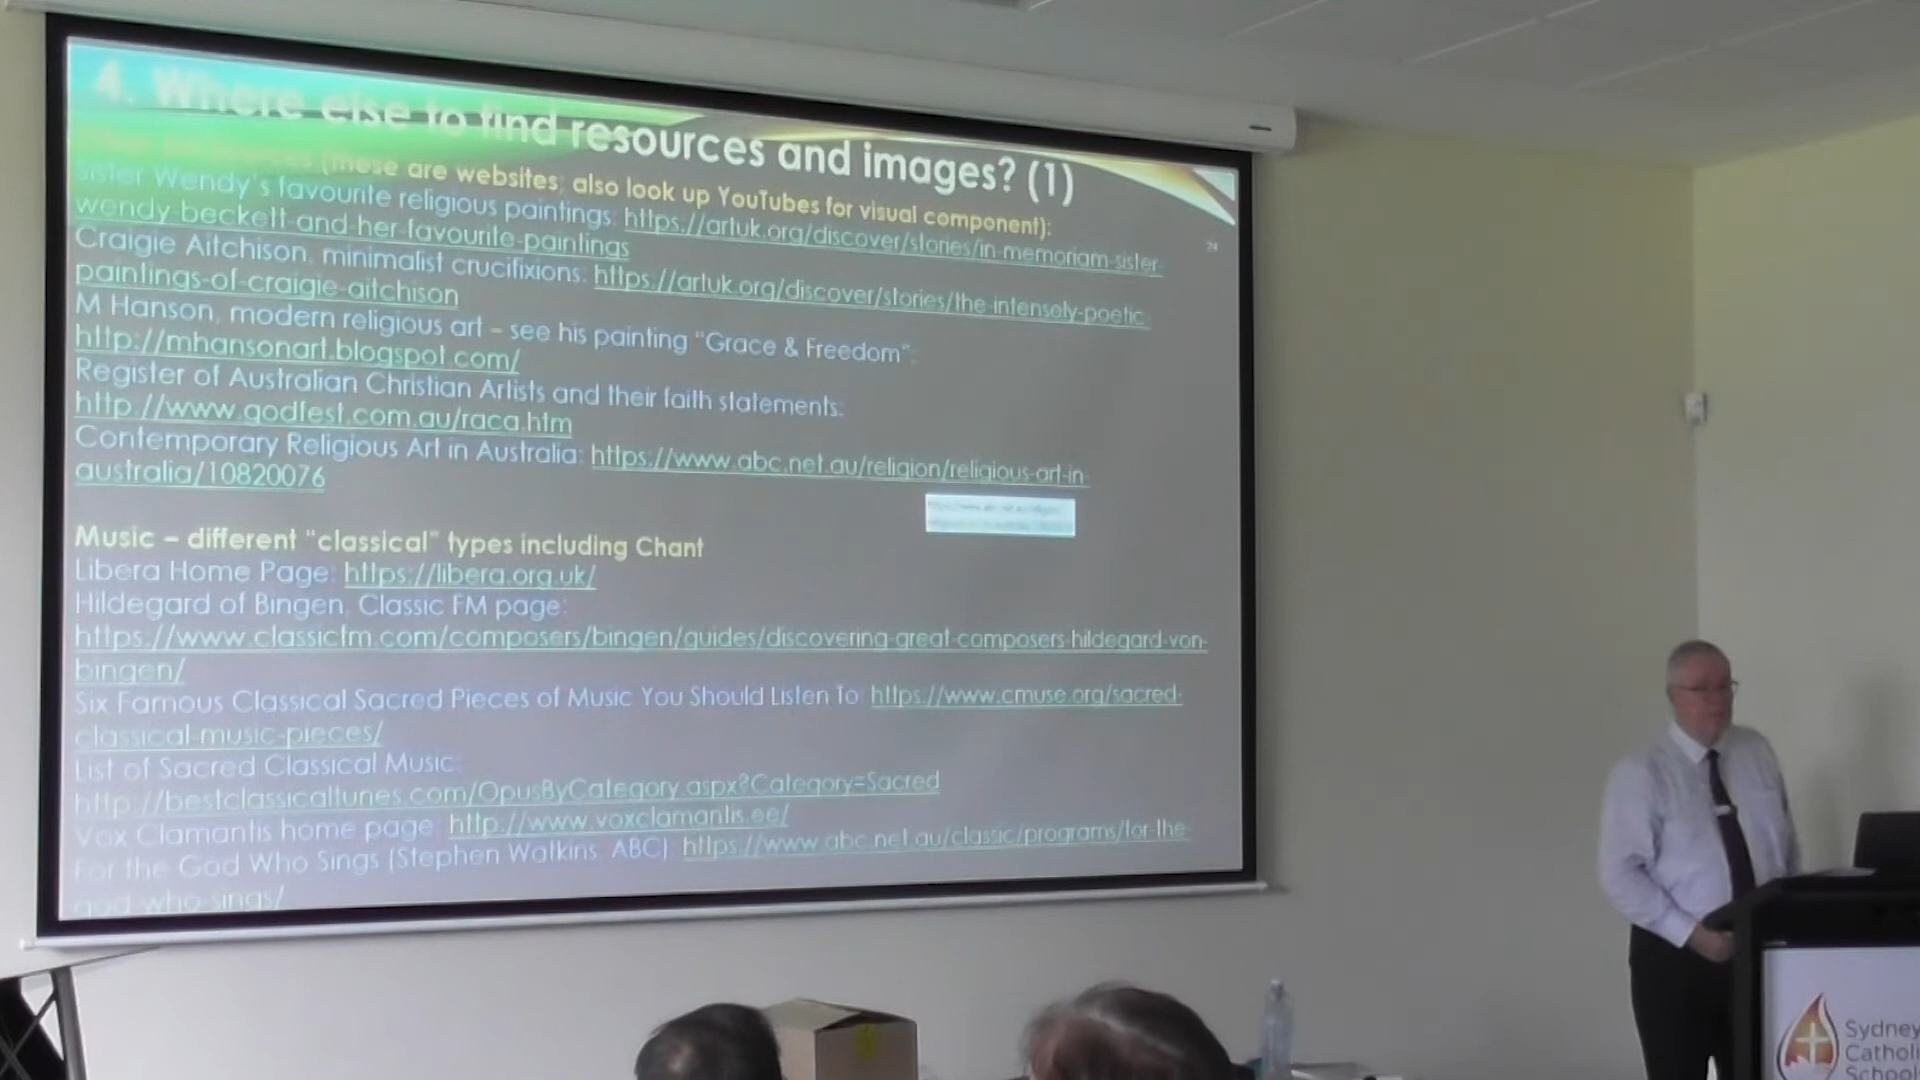 4. Where else to find resources and images? (1)
(these are websites; also look up YouTubes for visual component):
Sister Wendy's favourite religious paintings: https://artuk.org/discover/stories/in-memoriam-sister-
wendy-beckett-and-her-favourite-paintings
24
Craigie Aitchison, minimalist crucifixions: https://artuk.org/discover/stories/the-intensely-poetic-
paintings-of-craigie-aitchison
M Hanson, modern religious art – see his painting "Grace & Freedom":
http://mhansonart.blogspot.com/
Register of Australian Christian Artists and their faith statements:
http://www.godfest.com.au/raca.htm
Contemporary Religious Art in Australia: https://www.abc.net.au/religion/religious-art-in-
australia/10820076
Music – different "classical" types including Chant
Libera Home Page: https://libera.org.uk/
Hildegard of Bingen, Classic FM page:
https://www.classicfm.com/composers/bingen/guides/discovering-great-composers-hildegard-von-
bingen/
Six Famous Classical Sacred Pieces of Music You Should Listen To: https://www.cmuse.org/sacred-
classical-music-pieces/
List of Sacred Classical Music:
http://bestclassicaltunes.com/OpusByCategory.aspx?Category=Sacred
Vox Clamantis home page: http://www.voxclamantis.ee/
For the God Who Sings (Stephen Watkins, ABC): https://www.abc.net.au/classic/programs/for-the-
god-who-sings/
Sydney
Catholic
Schools